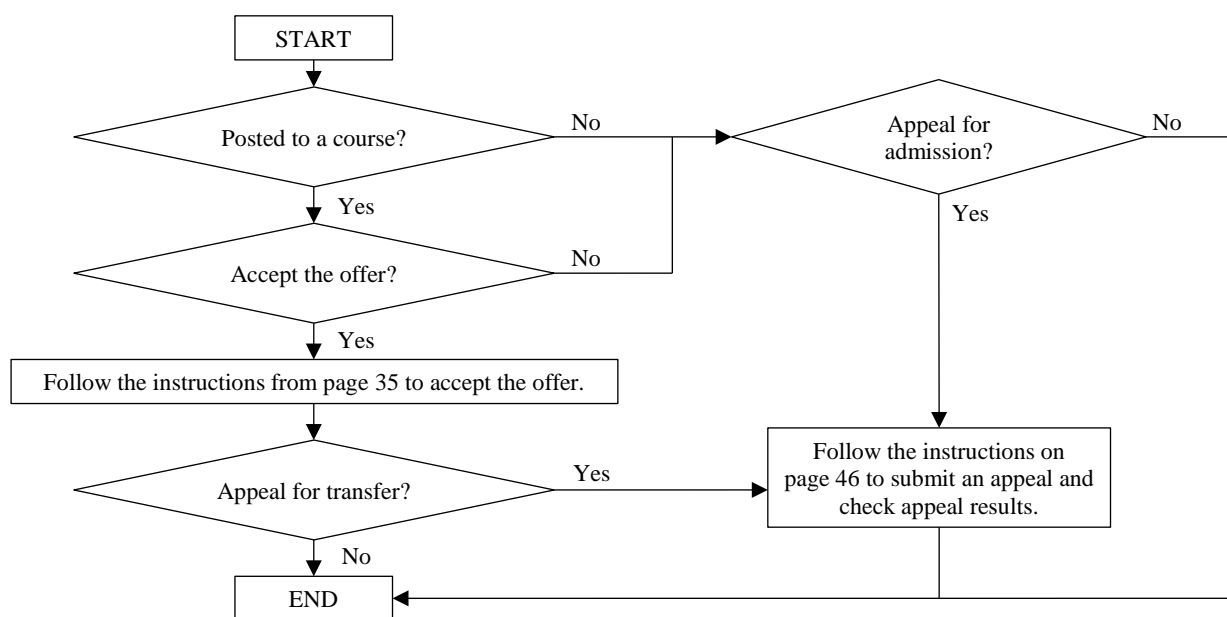 START
Posted to a course?
No
Appeal for
admission?
No
Yes
Yes
Accept the offer?
No
Yes
Follow the instructions from page 35 to accept the offer.
Appeal for transfer?
Yes
Follow the instructions on
page 46 to submit an appeal and
check appeal results.
No
END